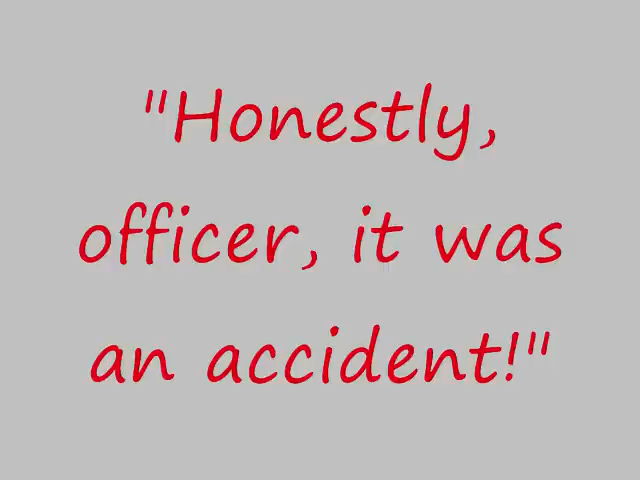 "Honestly,
officer, it was
an accident!"